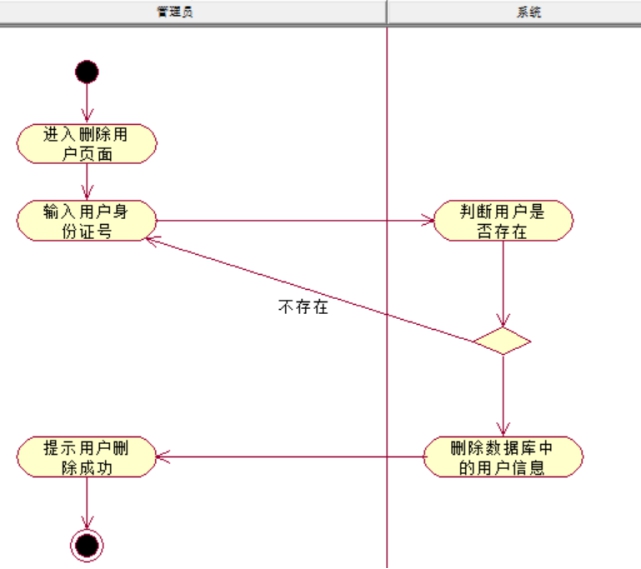 管理员
系统
进入删除用
户页面
输入用户身
份证号
判断用户是
否存在
不存在
提示用户删
除成功
删除数据库中
的用户信息